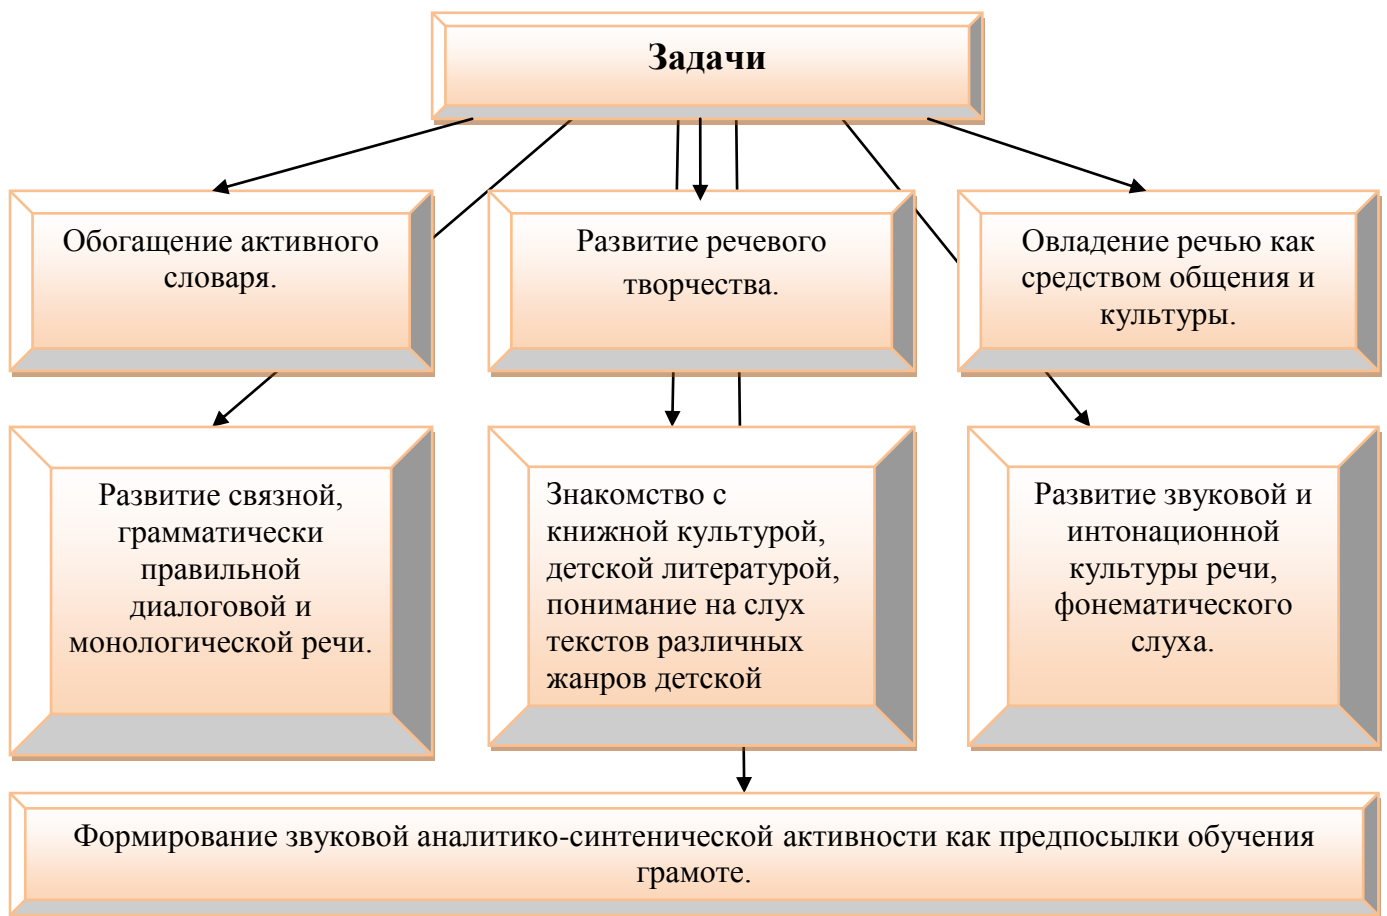 Задачи
Обогащение активного
словаря.
Развитие речевого
творчества.
Овладение речью как
средством общения и
культуры.
Развитие связной,
грамматически
правильной
диалоговой и
монологической речи.
Знакомство с
книжной культурой,
детской литературой,
понимание на слух
текстов различных
жанров детской
Развитие звуковой и
интонационной
культуры речи,
фонематического
слуха.
Формирование звуковой аналитико-синтенической активности как предпосылки обучения
грамоте.